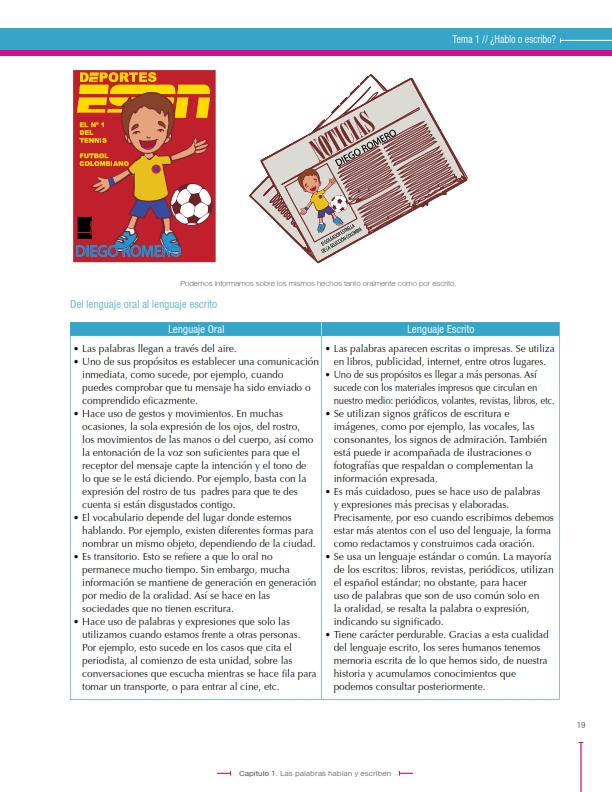 Tema 1 // ¿Hablo o escribo?
DEPORTES
ESPN
EL Nº 1
DEL
TENNIS
FUTBOL
COLOMBIANO
DIEGO ROMERO
NOTICIAS
DIEGO ROMERO
DE LA SELECCION COLOMBIA
Podemos informarnos sobre los mismos hechos tanto oralmente como por escrito.
Del lenguaje oral al lenguaje escrito
Lenguaje Oral
• Las palabras llegan a través del aire.
• Uno de sus propósitos es establecer una comunicación
inmediata, como sucede, por ejemplo, cuando
puedes comprobar que tu mensaje ha sido enviado o
comprendido eficazmente.
• Hace uso de gestos y movimientos. En muchas
ocasiones, la sola expresión de los ojos, del rostro,
los movimientos de las manos o del cuerpo, así como
la entonación de la voz son suficientes para que el
receptor del mensaje capte la intención y el tono de
lo que se le está diciendo. Por ejemplo, basta con la
expresión del rostro de tus padres para que te des
cuenta si están disgustados contigo.
• El vocabulario depende del lugar donde estemos
hablando. Por ejemplo, existen diferentes formas para
nombrar un mismo objeto, dependiendo de la ciudad.
• Es transitorio. Esto se refiere a que lo oral no
permanece mucho tiempo. Sin embargo, mucha
información se mantiene de generación en generación
por medio de la oralidad. Así se hace en las
sociedades que no tienen escritura.
• Hace uso de palabras y expresiones que solo las
utilizamos cuando estamos frente a otras personas.
Por ejemplo, esto sucede en los casos que cita el
periodista, al comienzo de esta unidad, sobre las
conversaciones que escucha mientras se hace fila para
tomar un transporte, o para entrar al cine, etc.
Lenguaje Escrito
• Las palabras aparecen escritas o impresas. Se utiliza
en libros, publicidad, internet, entre otros lugares.
• Uno de sus propósitos es llegar a más personas. Así
sucede con los materiales impresos que circulan en
nuestro medio: periódicos, volantes, revistas, libros, etc.
• Se utilizan signos gráficos de escritura e
imágenes, como por ejemplo, las vocales, las
consonantes, los signos de admiración. También
está puede ir acompañada de ilustraciones o
fotografías que respaldan o complementan la
información expresada.
• Es más cuidadoso, pues se hace uso de palabras
y expresiones más precisas y elaboradas.
Precisamente, por eso cuando escribimos debemos
estar más atentos con el uso del lenguaje, la forma
como redactamos y construimos cada oración.
• Se usa un lenguaje estándar o común. La mayoría
de los escritos: libros, revistas, periódicos, utilizan
el español estándar; no obstante, para hacer
uso de palabras que son de uso común solo en
la oralidad, se resalta la palabra o expresión,
indicando su significado.
• Tiene carácter perdurable. Gracias a esta cualidad
del lenguaje escrito, los seres humanos tenemos
memoria escrita de lo que hemos sido, de nuestra
historia y acumulamos conocimientos que
podemos consultar posteriormente.
19
Capítulo 1. Las palabras hablan y escriben